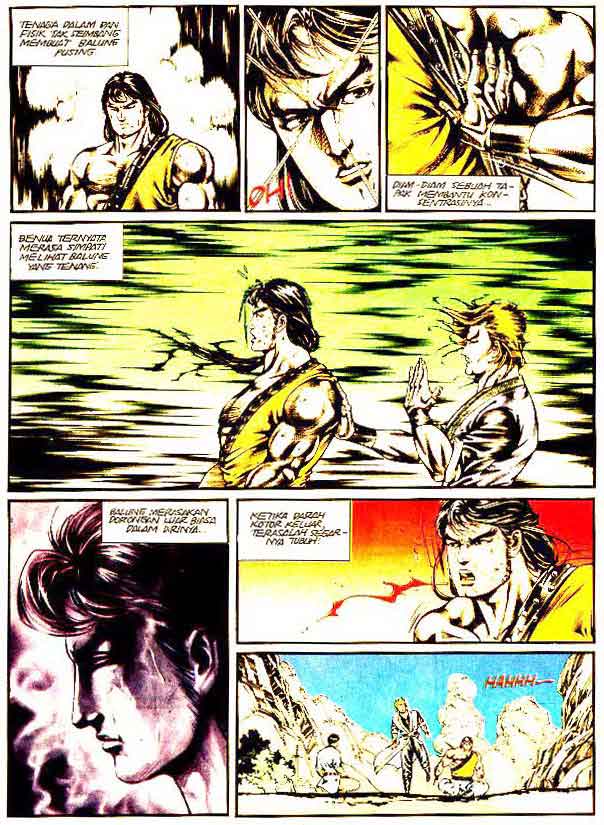 TENAGA DALAM DAN
FISIK TAK SEIMBANG
MEMBUAT BALUNG
PUSING.
OH
DIAM-DIAM SEBUAH TA-
PAK MEMBANTU KON-
SENTRASINYA...
BENUA TERNYATA
MERASA SIMPATI
MELIHAT BALUNG
YANG TENANG.
BALUNG MERASAKAN
DORONGAN LUAR BIASA
DALAM DIRINYA...
KETIKA DARAH
KOTOR KELUAR,
TERASALAH SEGAR-
NYA TUBUH!
HAHHH—